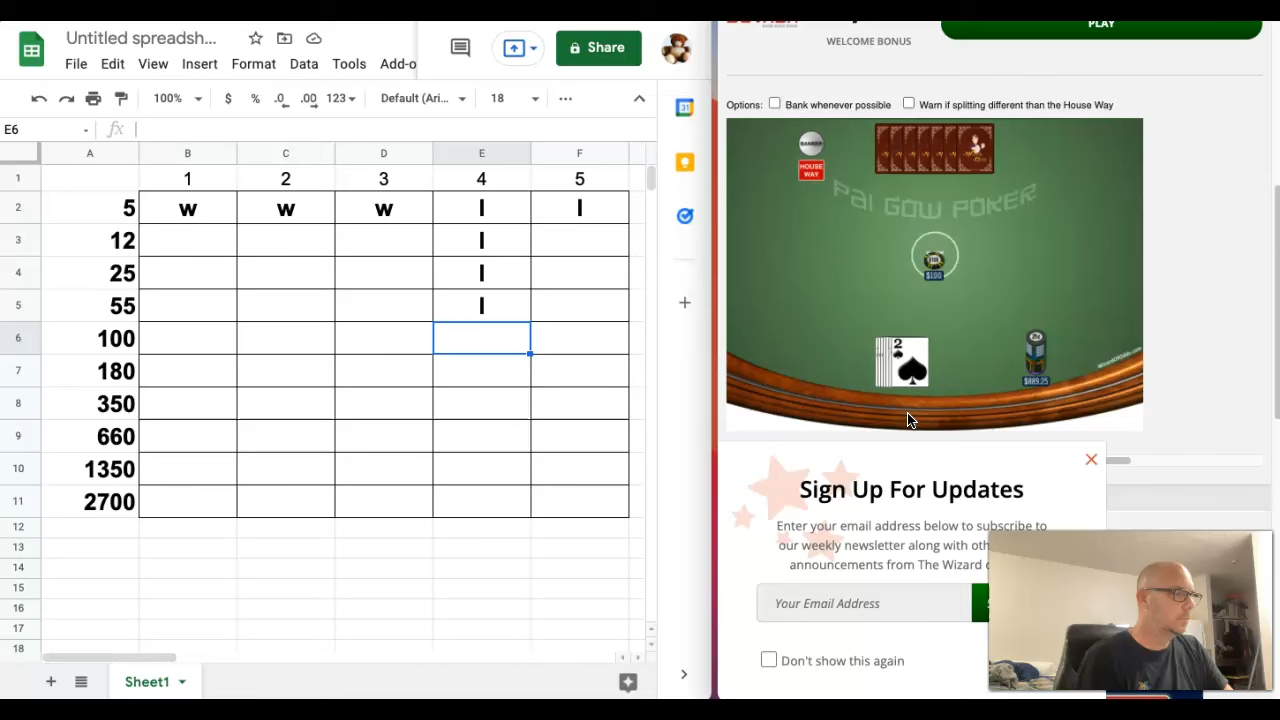 Untitled spreadsh...
File Edit View Insert Format Data Tools Add-o
Share
100% $ % .0 .00 123 Default (Ari... 18
E6 fx
A B C D E F
1 1 2 3 4 5
2 5 w w w l l
3 12 l
4 25 l
5 55 l
6 100
7 180
8 350
9 660
10 1350
11 2700
12
13
14
15
16
17
18
Sheet1
31
PLAY
WELCOME BONUS
Options: Bank whenever possible Warn if splitting different than the House Way
BANKER
HOUSE WAY
Pai Gow Poker
$100
2
$889.25
Sign Up For Updates
Enter your email address below to subscribe to
our weekly newsletter along with oth
announcements from The Wizard o
Your Email Address
Don't show this again